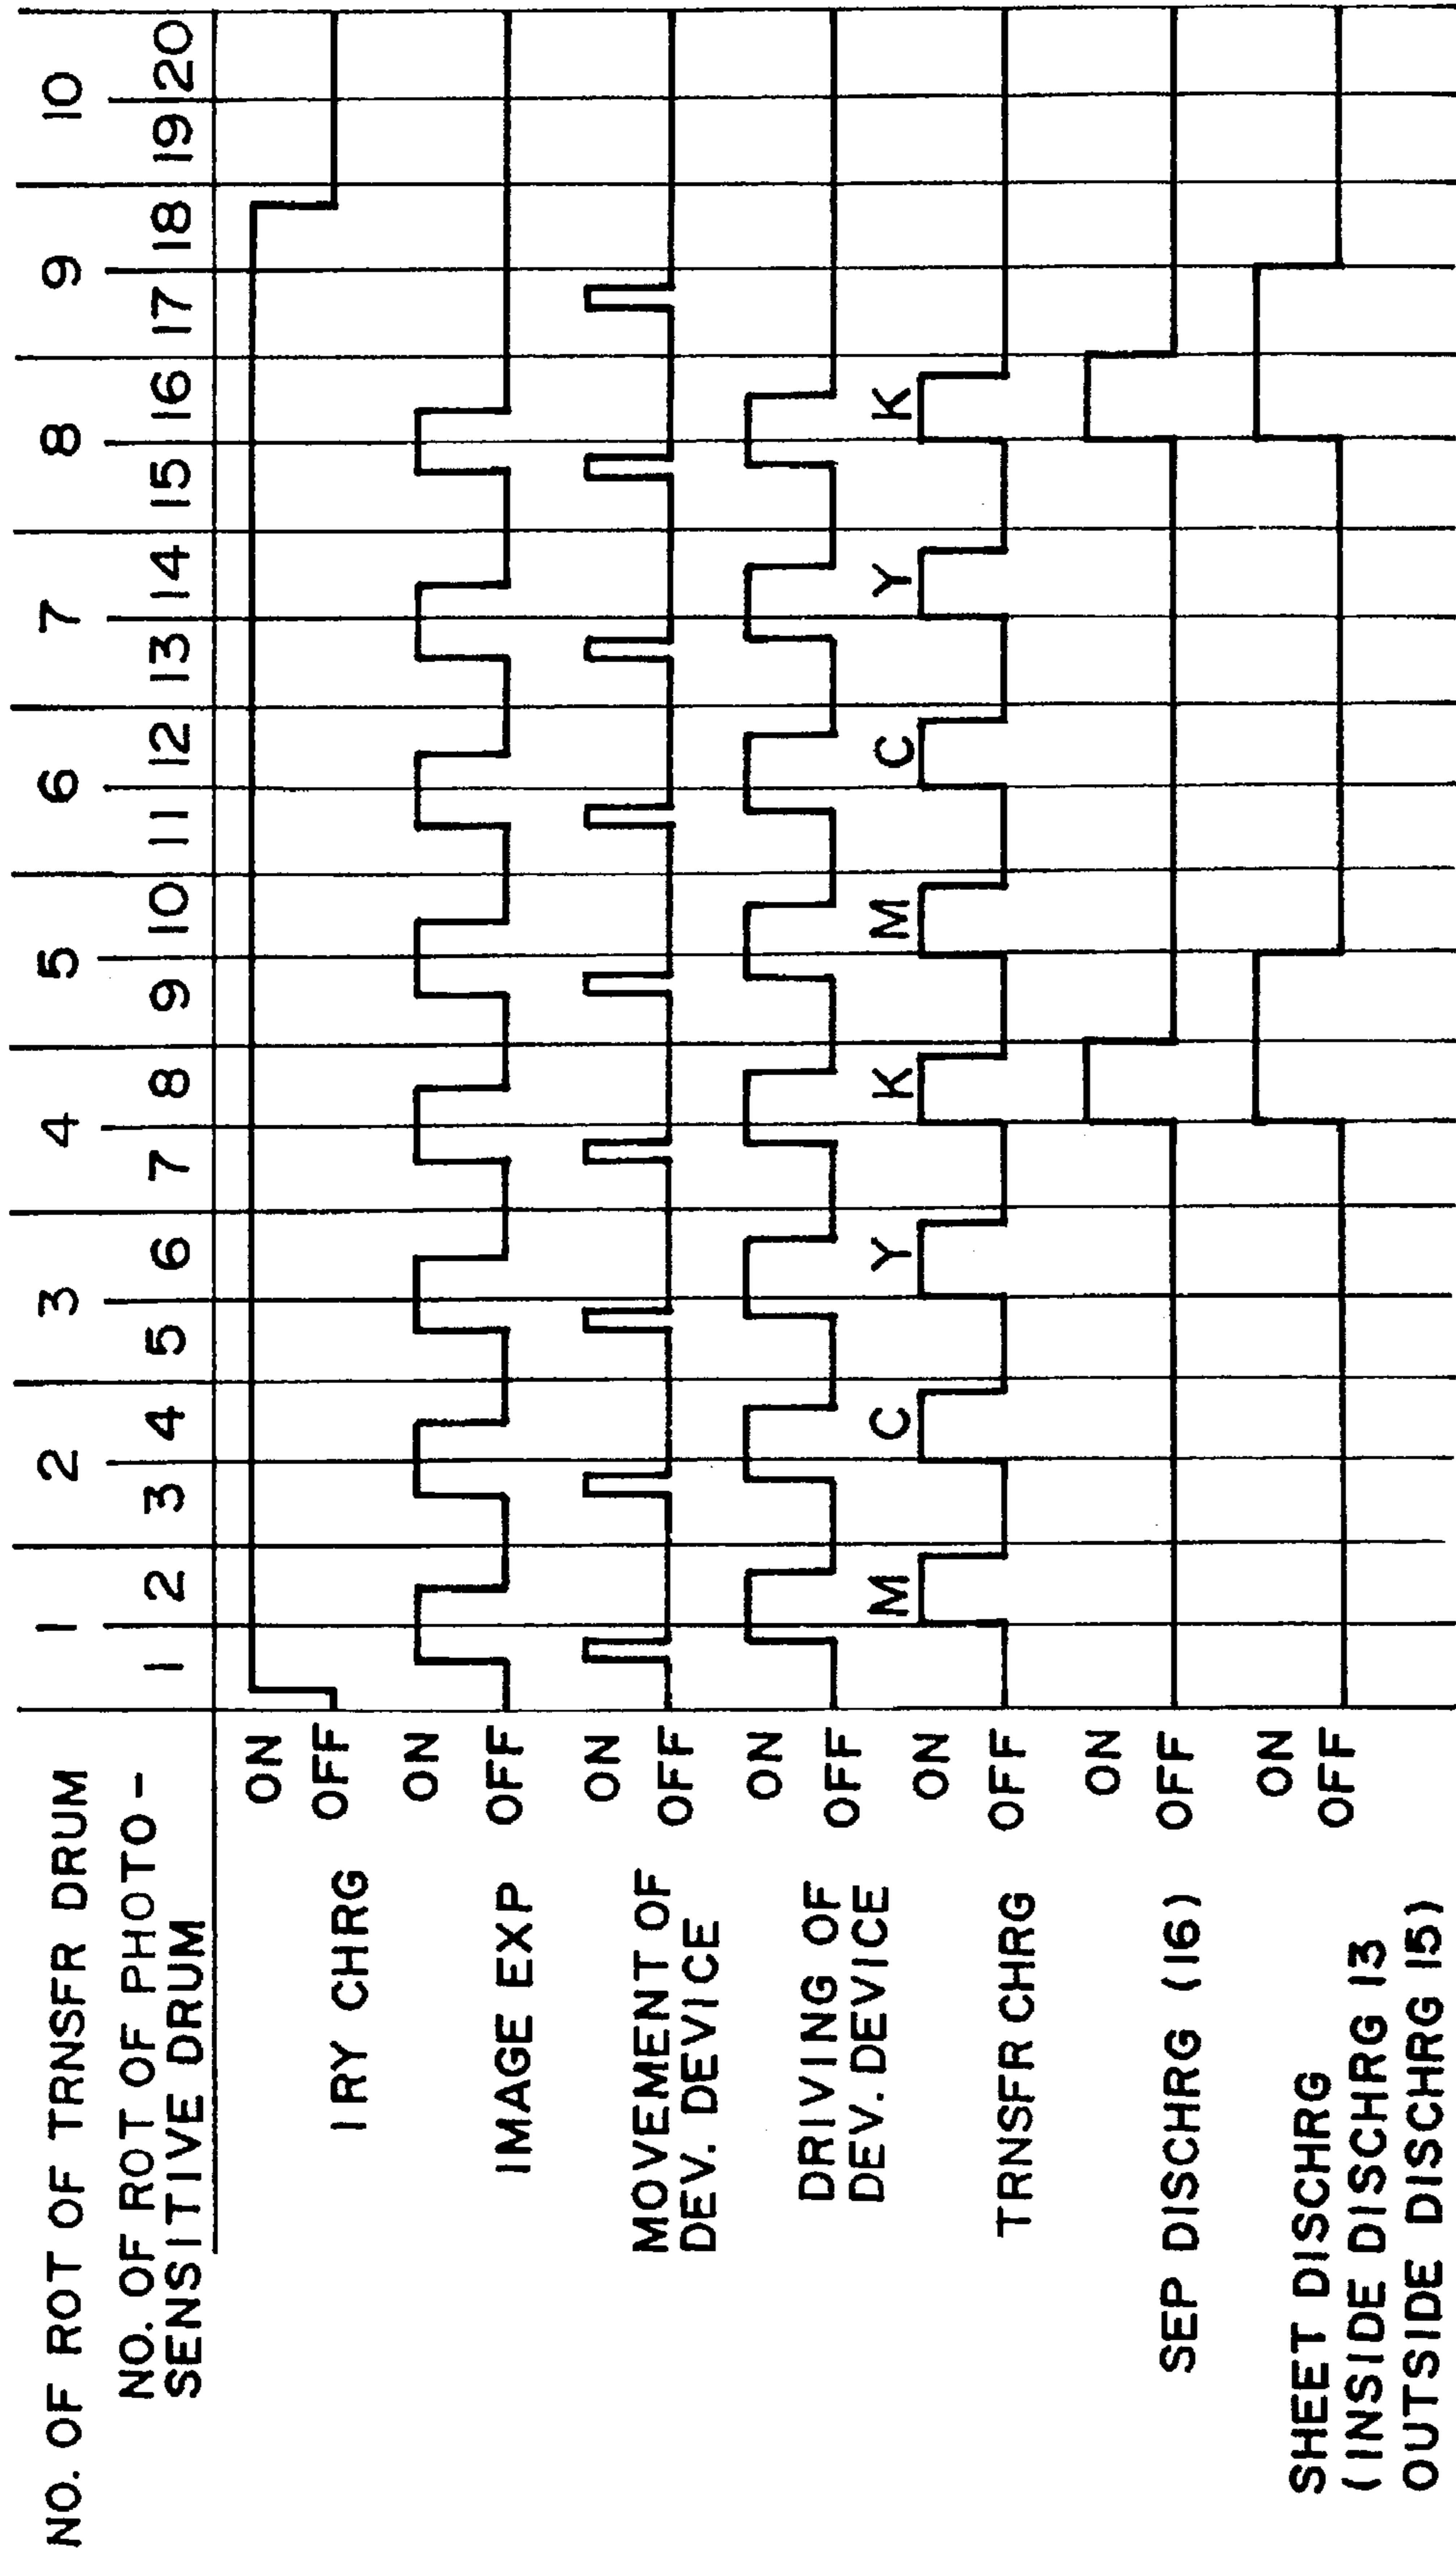 NO. OF ROT OF TRNSFR DRUM 1 2 3 4 5 6 7 8 9 10
NO. OF ROT OF PHOTO-
SENSITIVE DRUM 1 2 3 4 5 6 7 8 9 10 11 12 13 14 15 16 17 18 19 20
IRY CHRG ON
OFF
IMAGE EXP ON
OFF
MOVEMENT OF
DEV. DEVICE ON
OFF
DRIVING OF
DEV. DEVICE ON
OFF
TRNSFR CHRG ON
OFF
M C Y K M C Y K
SEP DISCHRG (16) ON
OFF
SHEET DISCHRG
(INSIDE DISCHRG 13
OUTSIDE DISCHRG 15) ON
OFF